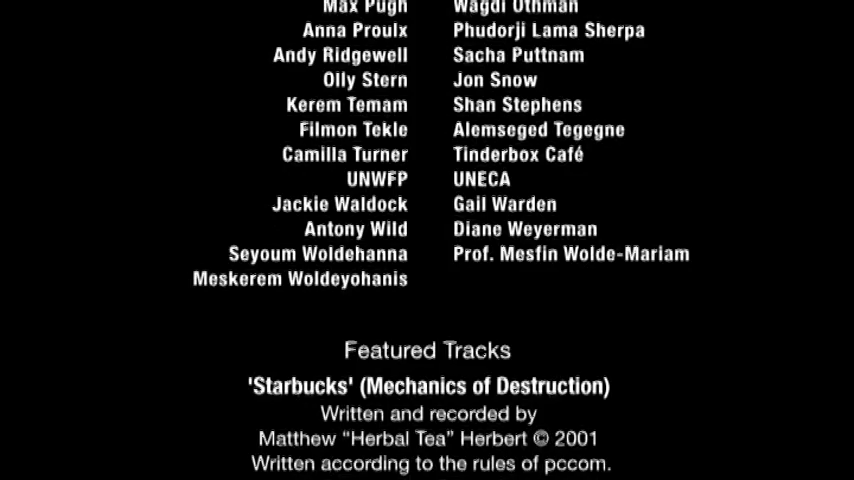 Max Pugh Wagdi Othman
Anna Proulx Phudorji Lama Sherpa
Andy Ridgewell Sacha Puttnam
Olly Stern Jon Snow
Kerem Temam Shan Stephens
Filmon Tekle Alemseged Tegegne
Camilla Turner Tinderbox Café
UNWFP UNECA
Jackie Waldock Gail Warden
Antony Wild Diane Weyerman
Seyoum Woldehanna Prof. Mesfin Wolde-Mariam
Meskerem Woldeyohanis
Featured Tracks
'Starbucks' (Mechanics of Destruction)
Written and recorded by
Matthew “Herbal Tea” Herbert © 2001
Written according to the rules of pccom.